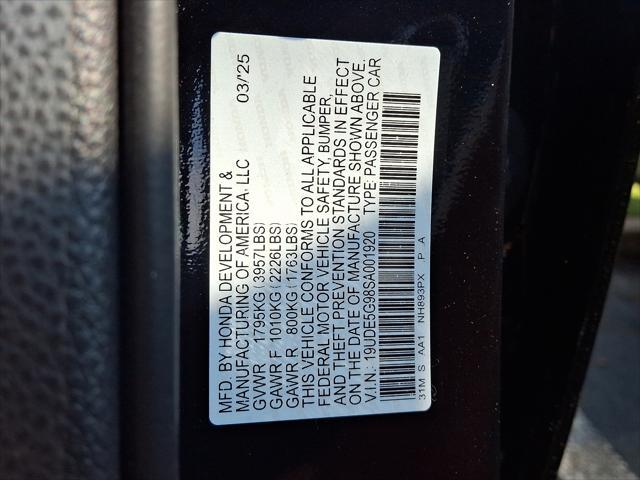 MFD. BY HONDA DEVELOPMENT &
MANUFACTURING OF AMERICA. LLC 03/'25
GVWR 1795KG(3957LBS)
GAWR F 1010KG(2226LBS)
GAWR R 800KG(1763LBS)
THIS VEHICLE CONFORMS TO ALL APPLICABLE
FEDERAL MOTOR VEHICLE SAFETY, BUMPER,
AND THEFT PREVENTION STANDARDS IN EFFECT
ON THE DATE OF MANUFACTURE SHOWN ABOVE.
V.I.N.: 19UDE5G98SA001920 TYPE: PASSENGER CAR
31M S AA1 NH893PX P A